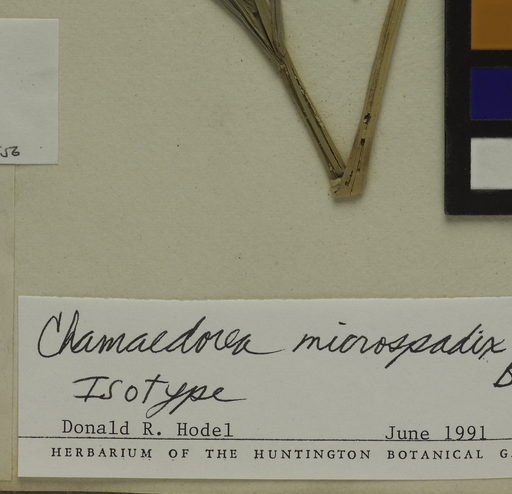 Chamaedorea microspadix
Isotype
Donald R. Hodel June 1991
HERBARIUM OF THE HUNTINGTON BOTANICAL